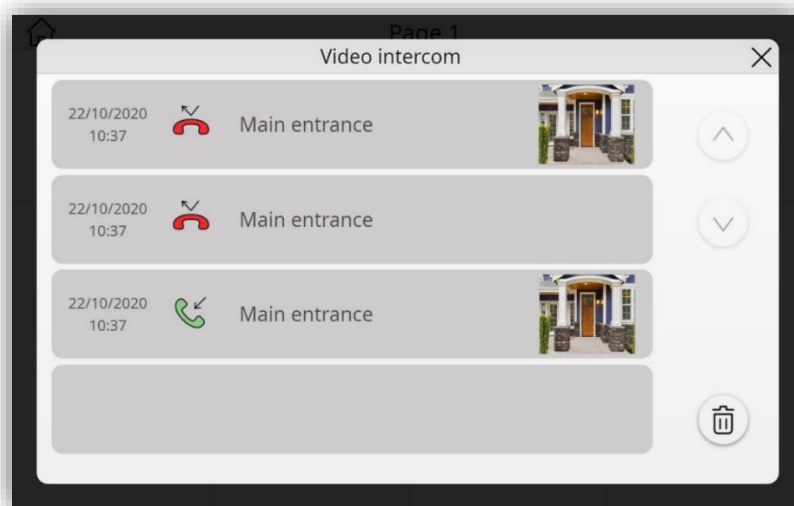 Page 1
Video intercom
22/10/2020
10:37
Main entrance
22/10/2020
10:37
Main entrance
22/10/2020
10:37
Main entrance